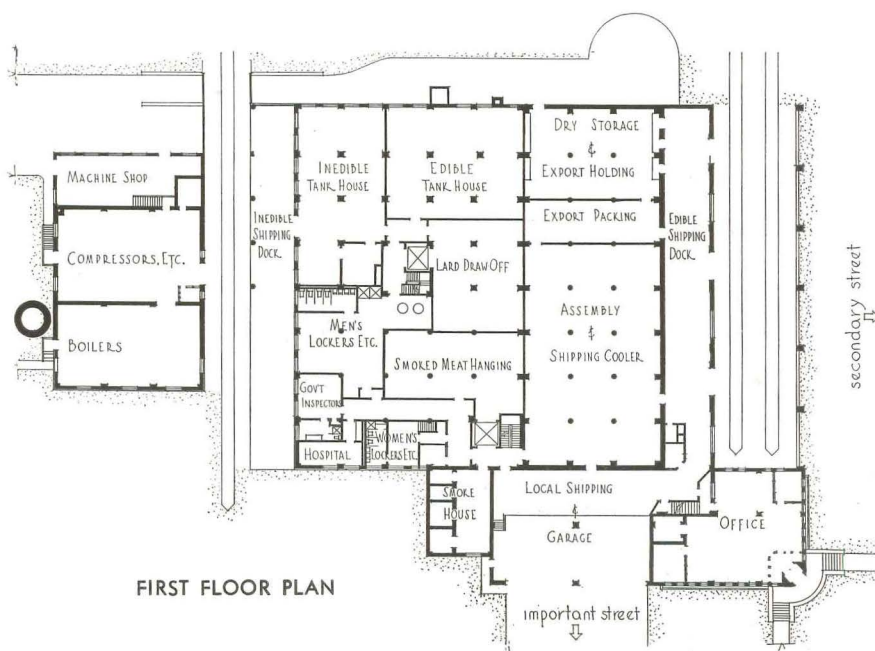 DRY STORAGE
&
EXPORT HOLDING
MACHINE SHOP
INEDIBLE
TANK HOUSE
EDIBLE
TANK HOUSE
EXPORT PACKING
INEDIBLE
SHIPPING
DOCK
EDIBLE
SHIPPING
DOCK
COMPRESSORS, ETC.
LARD DRAW OFF
secondary street
ASSEMBLY
&
SHIPPING COOLER
BOILERS
MEN'S
LOCKERS ETC.
SMOKED MEAT HANGING
GOV'T
INSPECTOR
WOMEN'S
LOCKERS ETC.
HOSPITAL
SMOKE
HOUSE
LOCAL SHIPPING
&
GARAGE
OFFICE
FIRST FLOOR PLAN
important street